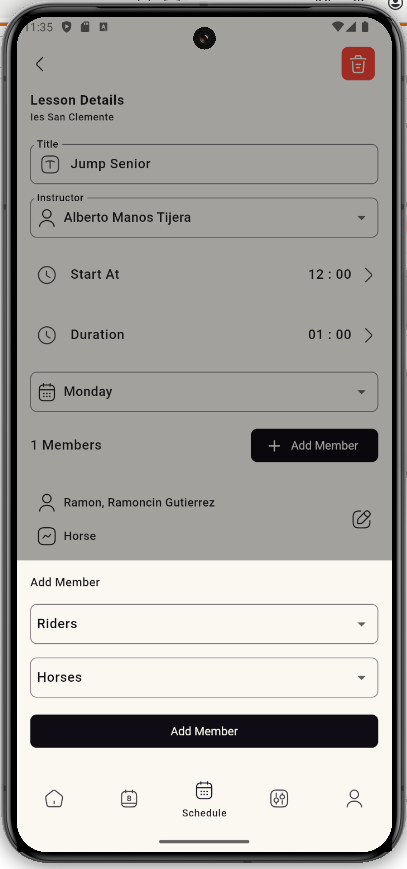 11:35
Lesson Details
Ies San Clemente
Title
Jump Senior
Instructor
Alberto Manos Tijera
Start At 12 : 00
Duration 01 : 00
Monday
1 Members
Add Member
Ramon, Ramoncin Gutierrez
Horse
Add Member
Riders
Horses
Add Member
8
Schedule